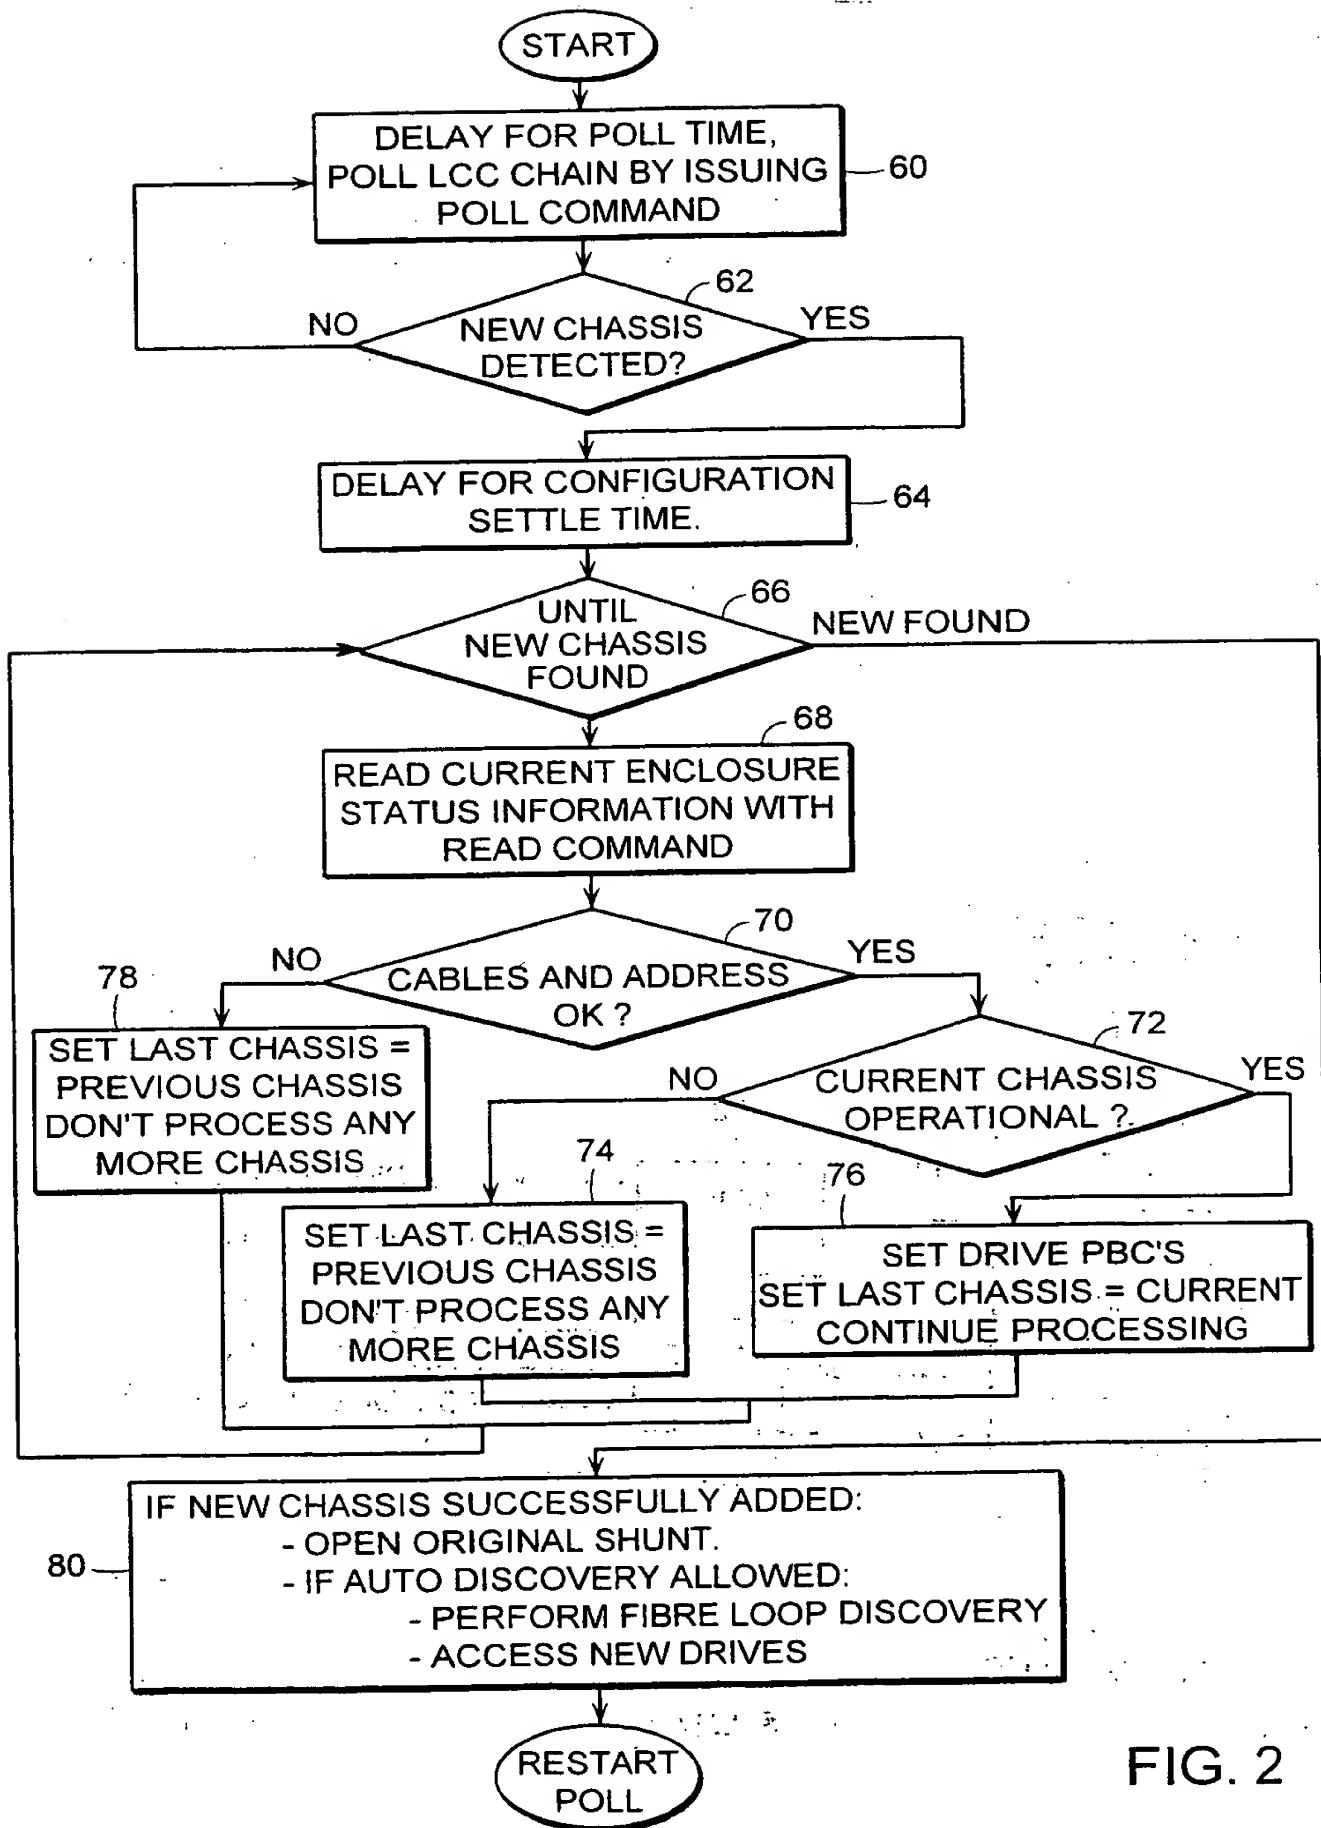 START
DELAY FOR POLL TIME,
POLL LCC CHAIN BY ISSUING
POLL COMMAND
60
62
NO
NEW CHASSIS
DETECTED?
YES
DELAY FOR CONFIGURATION
SETTLE TIME.
64
66
UNTIL
NEW CHASSIS
FOUND
NEW FOUND
68
READ CURRENT ENCLOSURE
STATUS INFORMATION WITH
READ COMMAND
70
NO
CABLES AND ADDRESS
OK ?
YES
78
SET LAST CHASSIS =
PREVIOUS CHASSIS
DON'T PROCESS ANY
MORE CHASSIS
72
NO
CURRENT CHASSIS
OPERATIONAL ?
YES
74
SET LAST CHASSIS =
PREVIOUS CHASSIS
DON'T PROCESS ANY
MORE CHASSIS
76
SET DRIVE PBC'S
SET LAST CHASSIS = CURRENT
CONTINUE PROCESSING
80
IF NEW CHASSIS SUCCESSFULLY ADDED:
- OPEN ORIGINAL SHUNT.
- IF AUTO DISCOVERY ALLOWED:
- PERFORM FIBRE LOOP DISCOVERY
- ACCESS NEW DRIVES
RESTART
POLL
FIG. 2